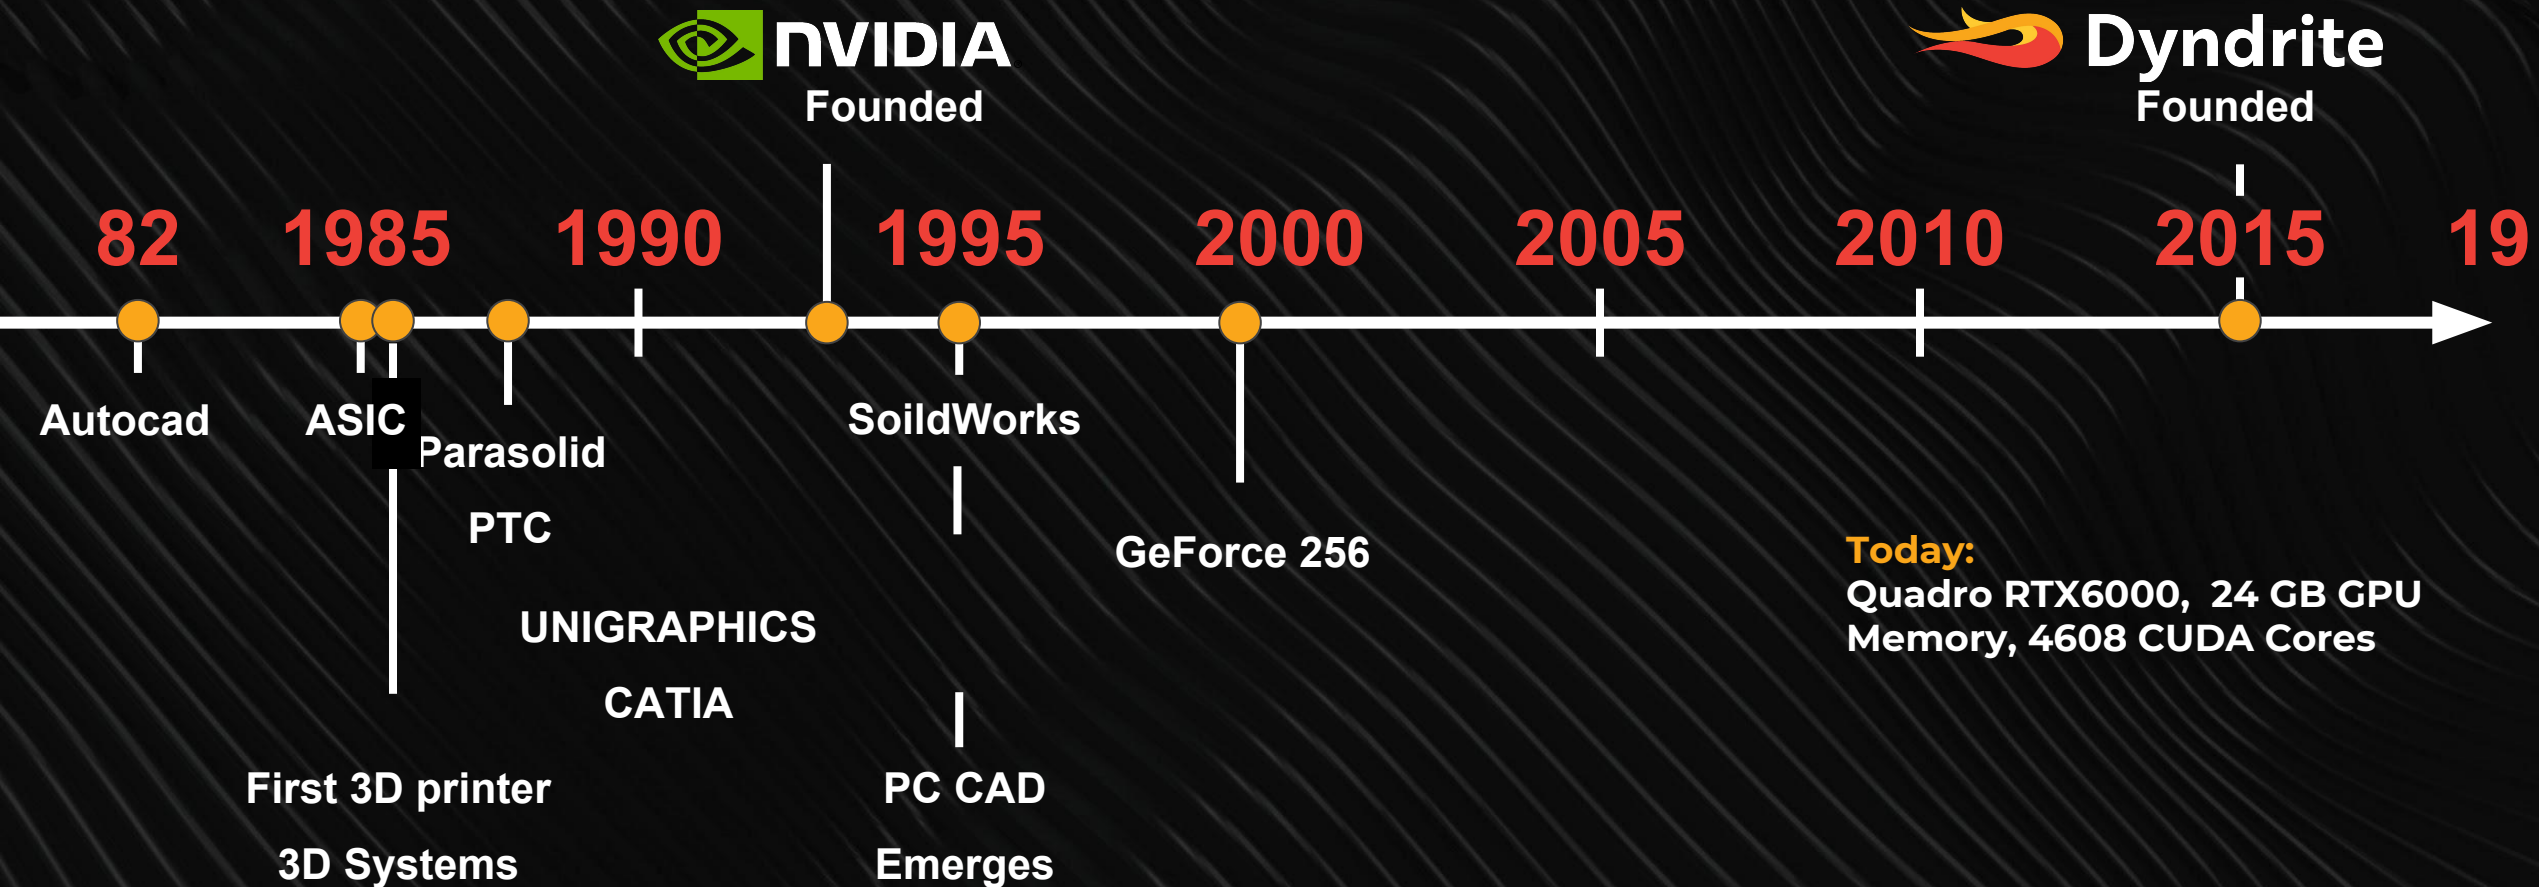 NVIDIA
Founded
Dyndrite
Founded
82 1985 1990 1995 2000 2005 2010 2015 19
Autocad
ASIC
Parasolid
PTC
UNIGRAPHICS
CATIA
First 3D printer
3D Systems
SoildWorks
PC CAD
Emerges
GeForce 256
Today:
Quadro RTX6000, 24 GB GPU
Memory, 4608 CUDA Cores